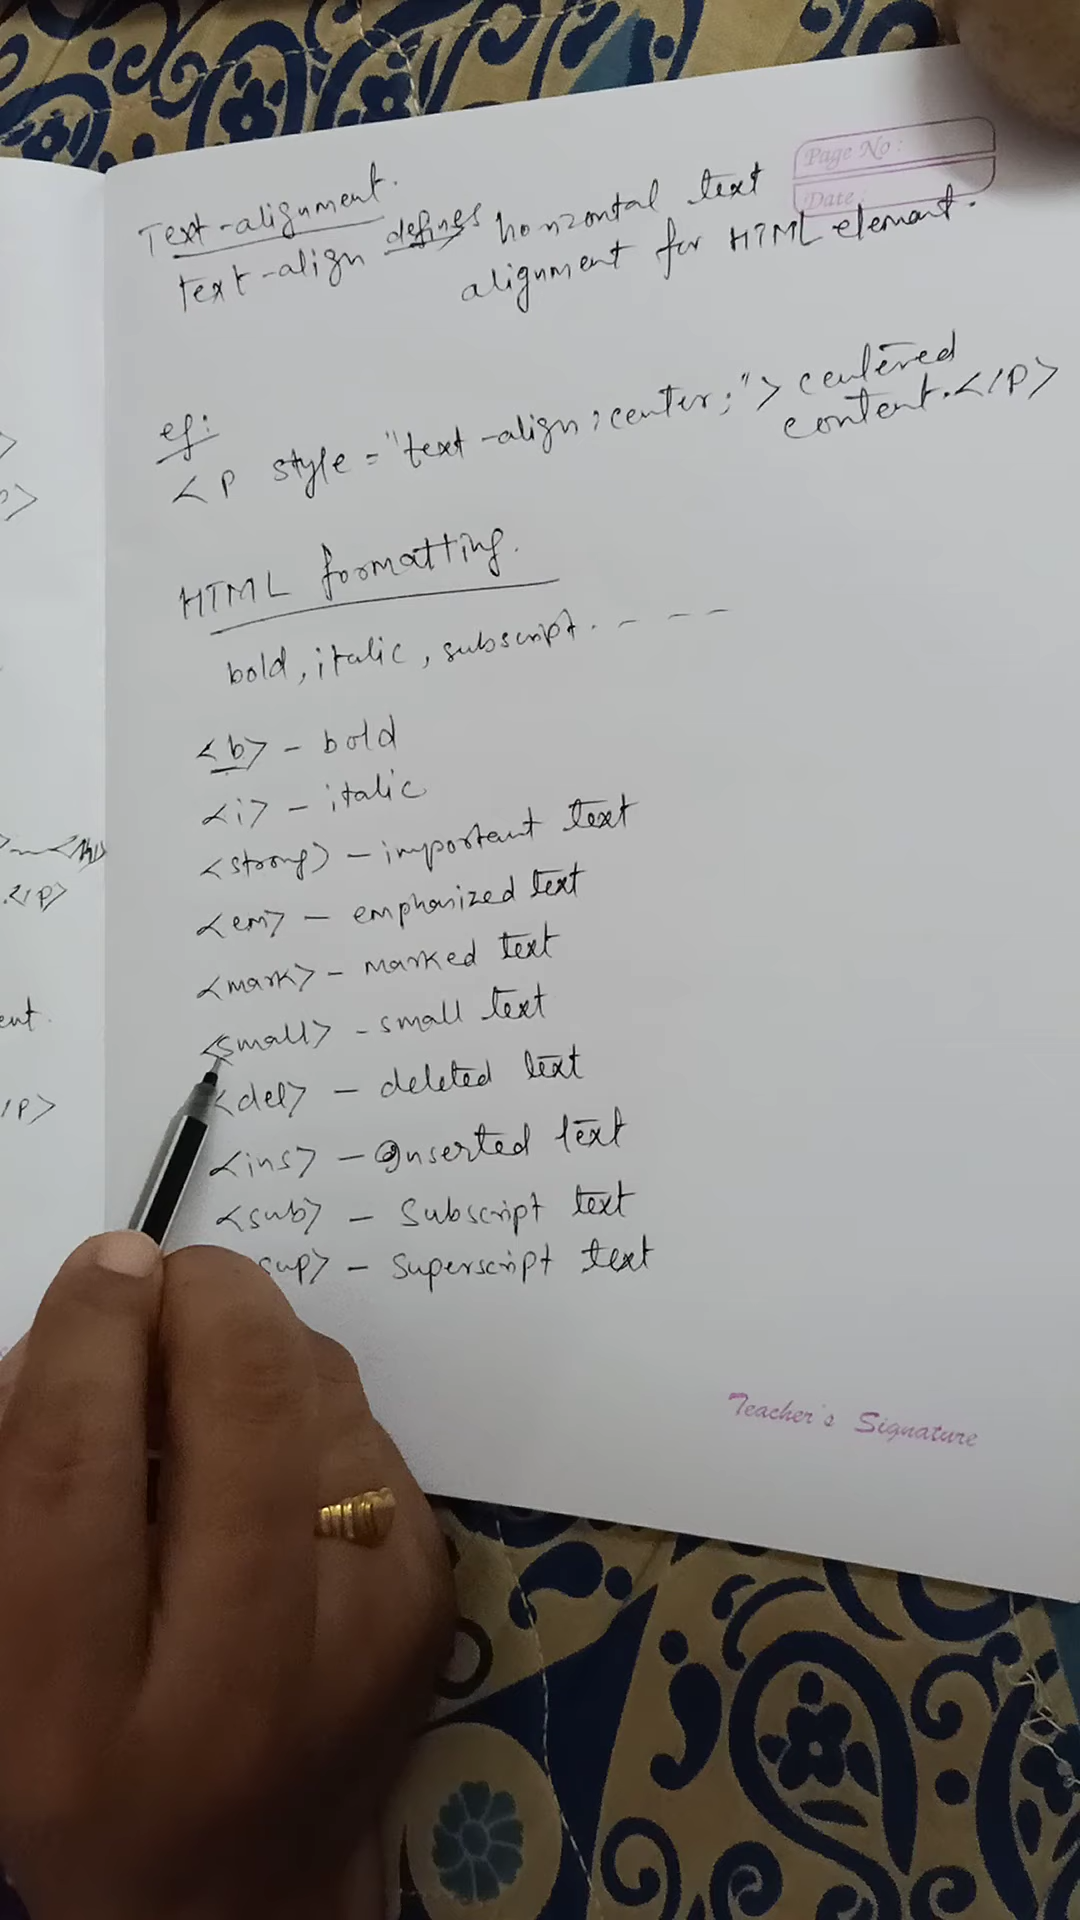 Page No :
Date :
Text-alignment.
text-align defines horizontal text
alignment for HTML element.
eg:
<p style = "text-align:center;"> centered
content.</p>
HTML formatting.
bold, italic, subscript. - - -
<b> - bold
<i> - italic
<strong> - important text
<em> - emphasized text
<mark> - marked text
<small> - small text
<del> - deleted text
<ins> - Inserted text
<sub> - Subscript text
sup> - Superscript text
Teacher's Signature
.</p>
ent.
/p>